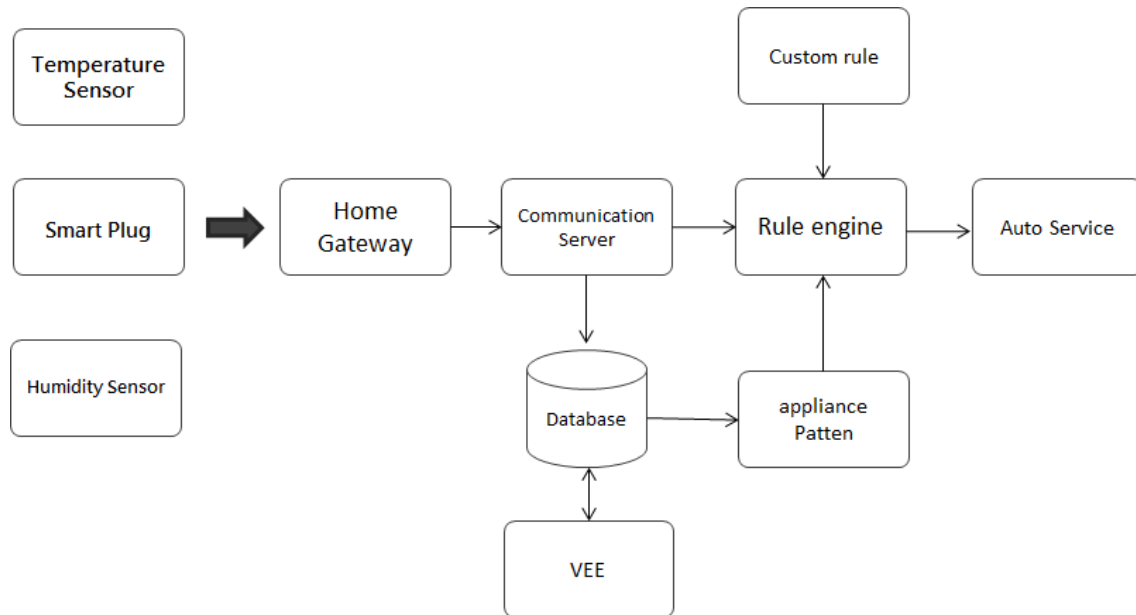 Temperature
Sensor
Custom rule
Smart Plug
Home
Gateway
Communication
Server
Rule engine
Auto Service
Humidity Sensor
Database
appliance
Patten
VEE